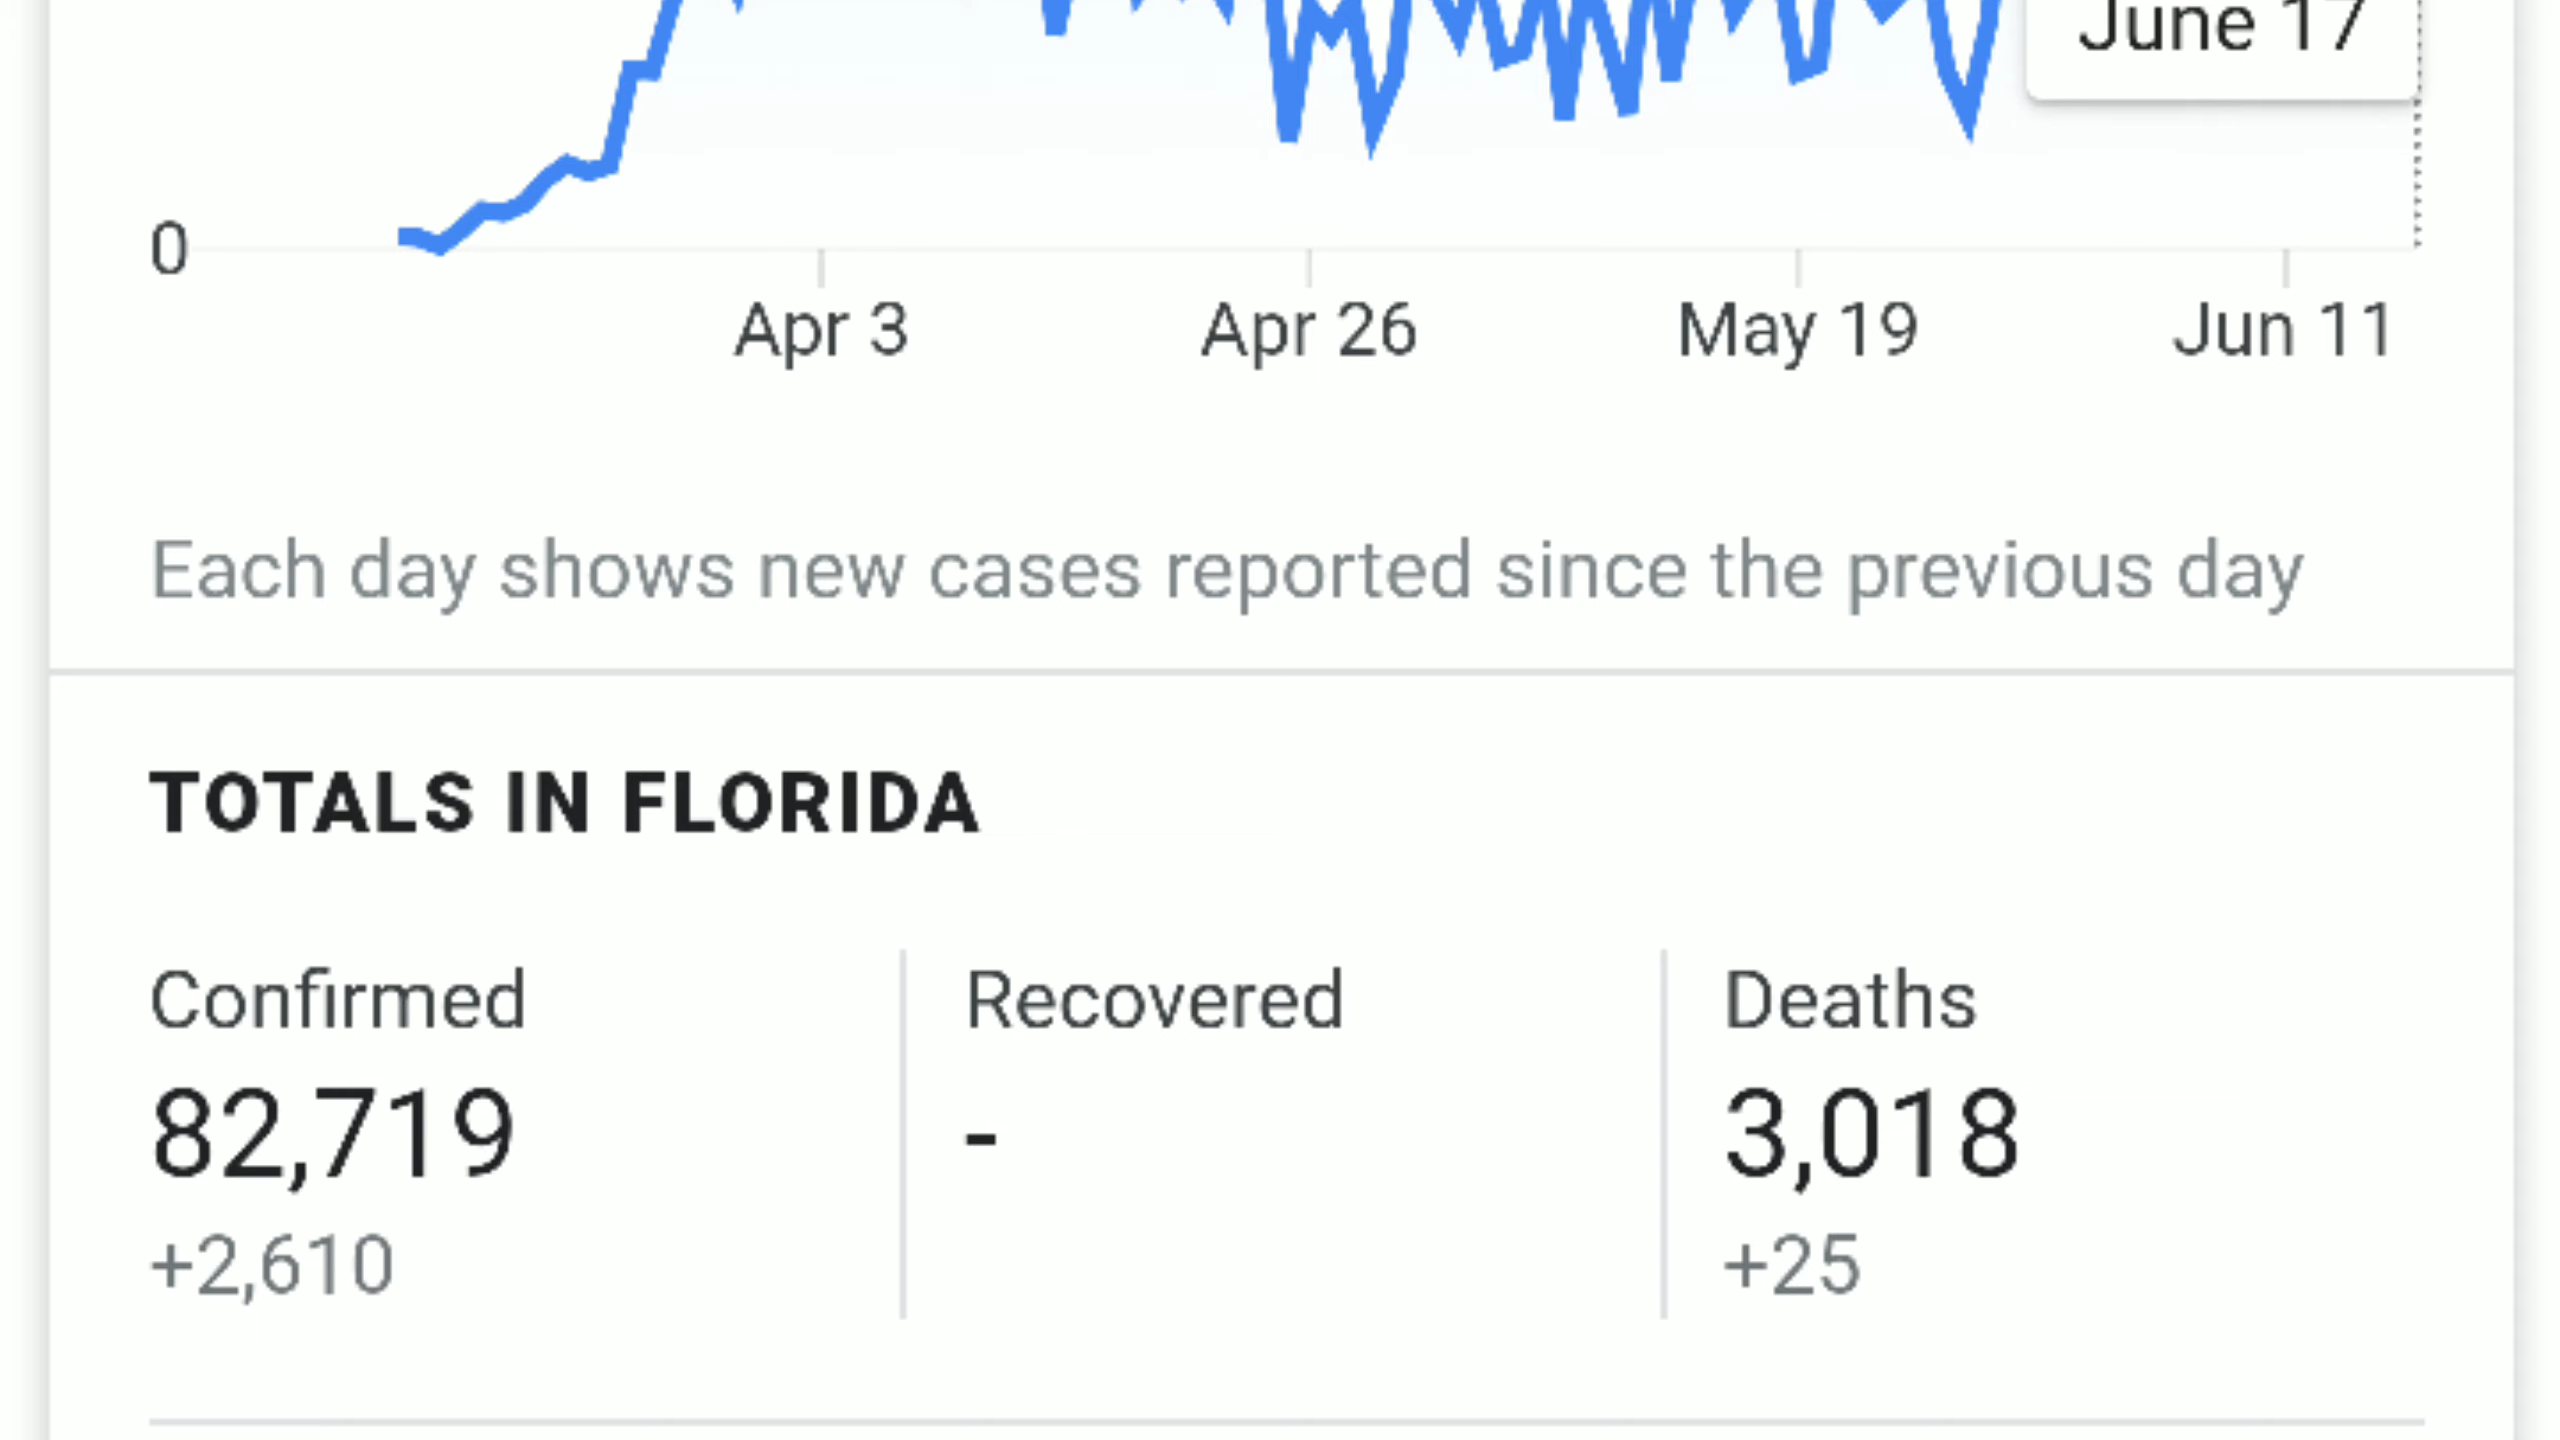 June 17
0
Apr 3 Apr 26 May 19 Jun 11
Each day shows new cases reported since the previous day
TOTALS IN FLORIDA
Confirmed Recovered Deaths
82,719 - 3,018
+2,610 +25